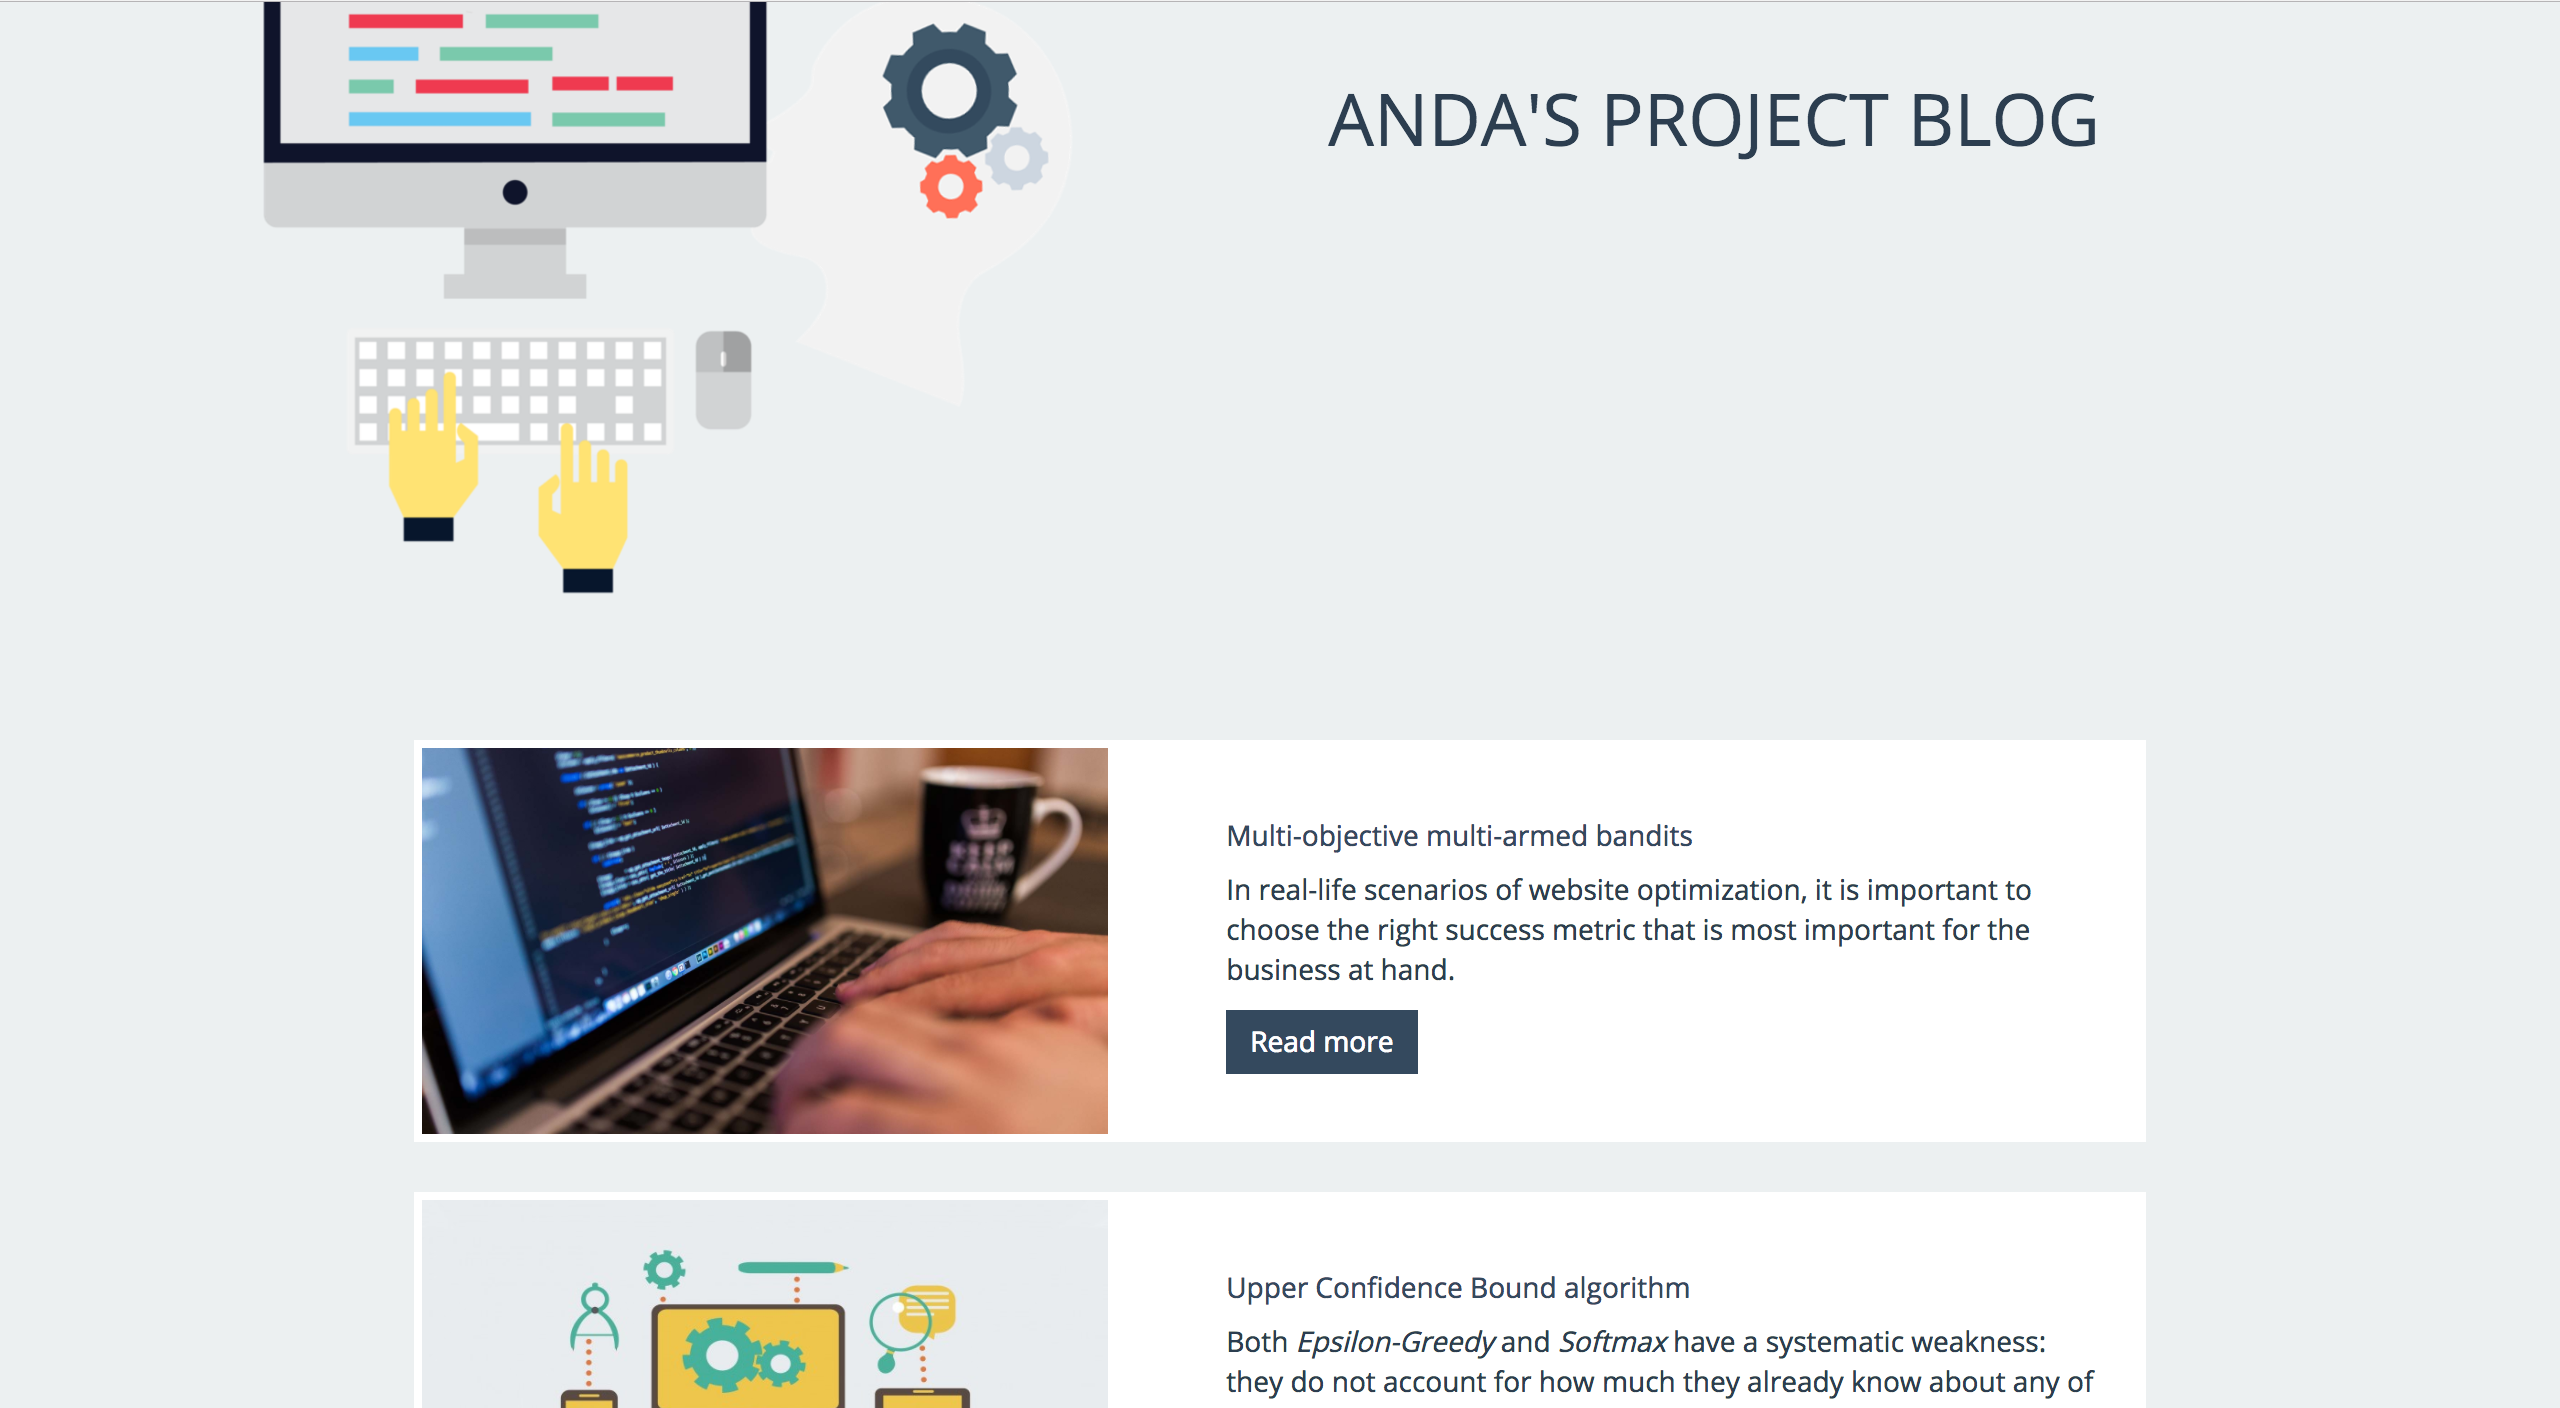 ANDA'S PROJECT BLOG
Multi-objective multi-armed bandits
In real-life scenarios of website optimization, it is important to
choose the right success metric that is most important for the
business at hand.
Read more
Upper Confidence Bound algorithm
Both Epsilon-Greedy and Softmax have a systematic weakness:
they do not account for how much they already know about any of